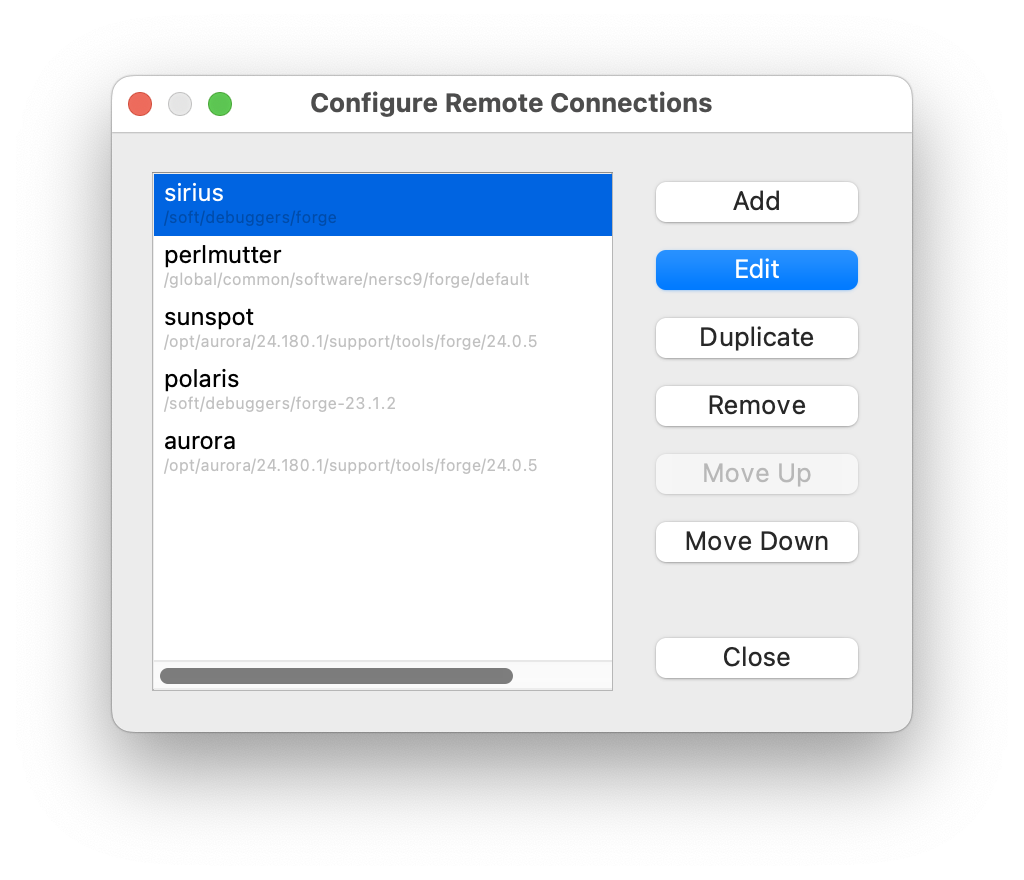 Configure Remote Connections
sirius
/soft/debuggers/forge
perlmutter
/global/common/software/nersc9/forge/default
sunspot
/opt/aurora/24.180.1/support/tools/forge/24.0.5
polaris
/soft/debuggers/forge-23.1.2
aurora
/opt/aurora/24.180.1/support/tools/forge/24.0.5
Add
Edit
Duplicate
Remove
Move Up
Move Down
Close